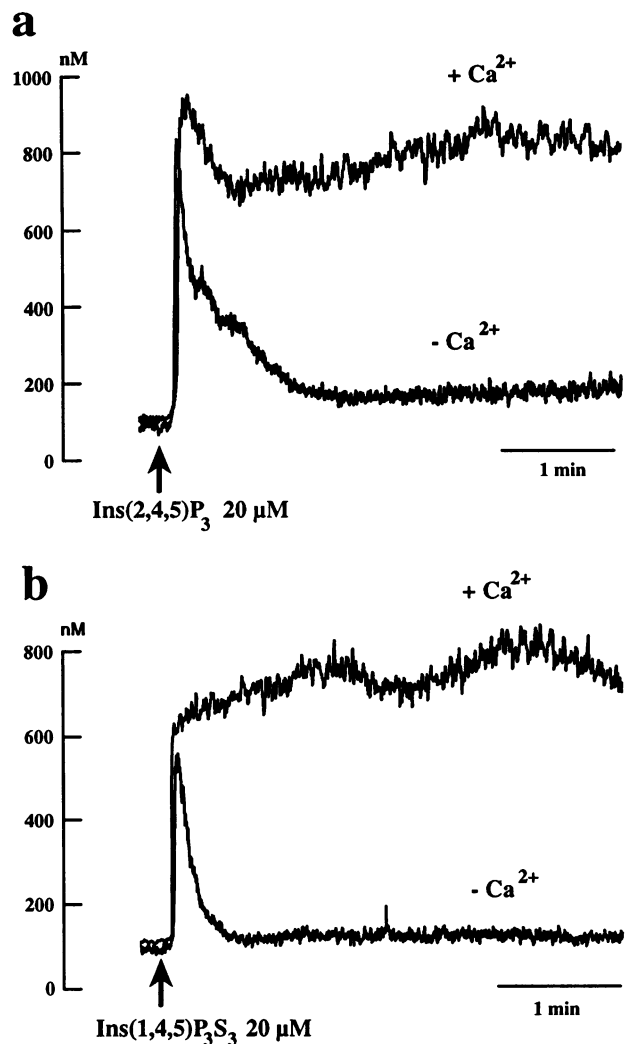 a
nM
1000
+ Ca2+
800
600
400
- Ca2+
200
0
1 min
Ins(2,4,5)P3 20 µM
b
nM
+ Ca2+
800
600
400
200
- Ca2+
0
1 min
Ins(1,4,5)P3S3 20 µM